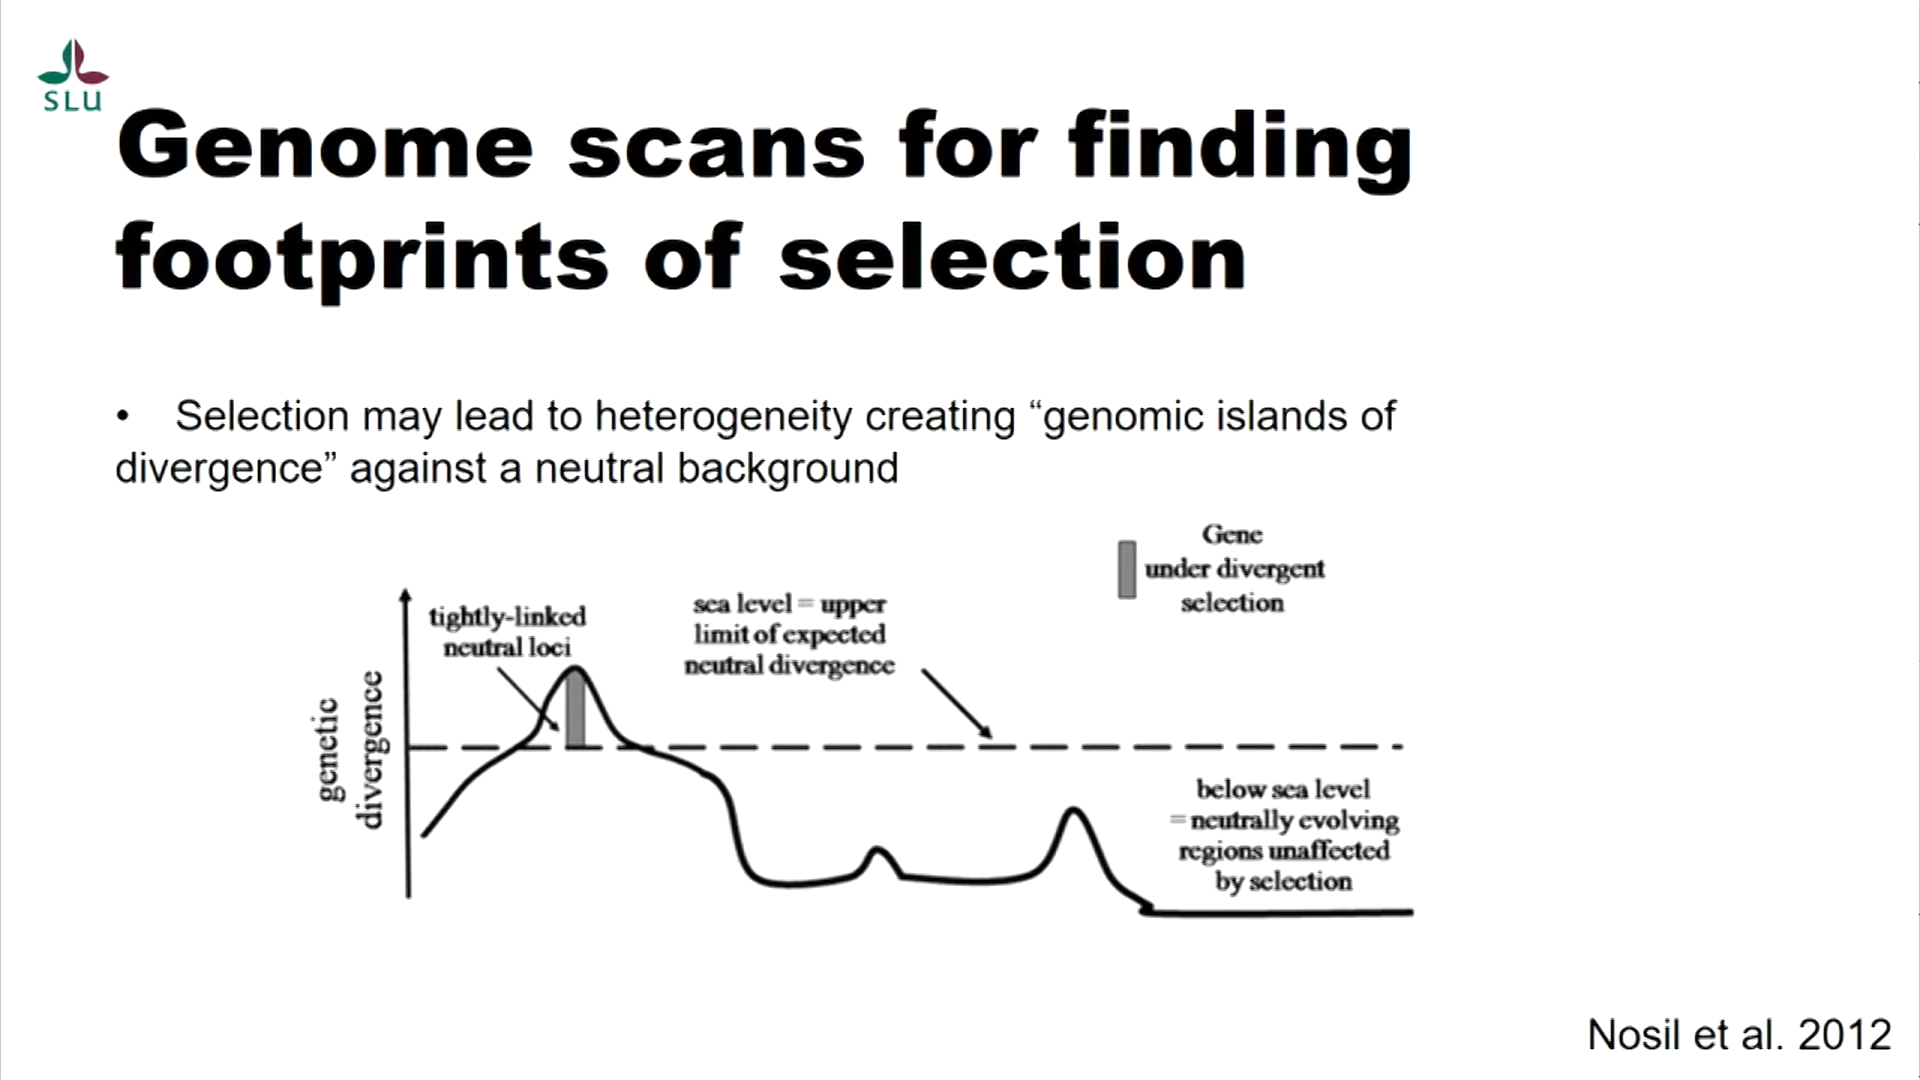 SLU
Genome scans for finding
footprints of selection
• Selection may lead to heterogeneity creating “genomic islands of
divergence” against a neutral background
Gene
under divergent
selection
tightly-linked
neutral loci
sea level = upper
limit of expected
neutral divergence
genetic
divergence
below sea level
= neutrally evolving
regions unaffected
by selection
Nosil et al. 2012